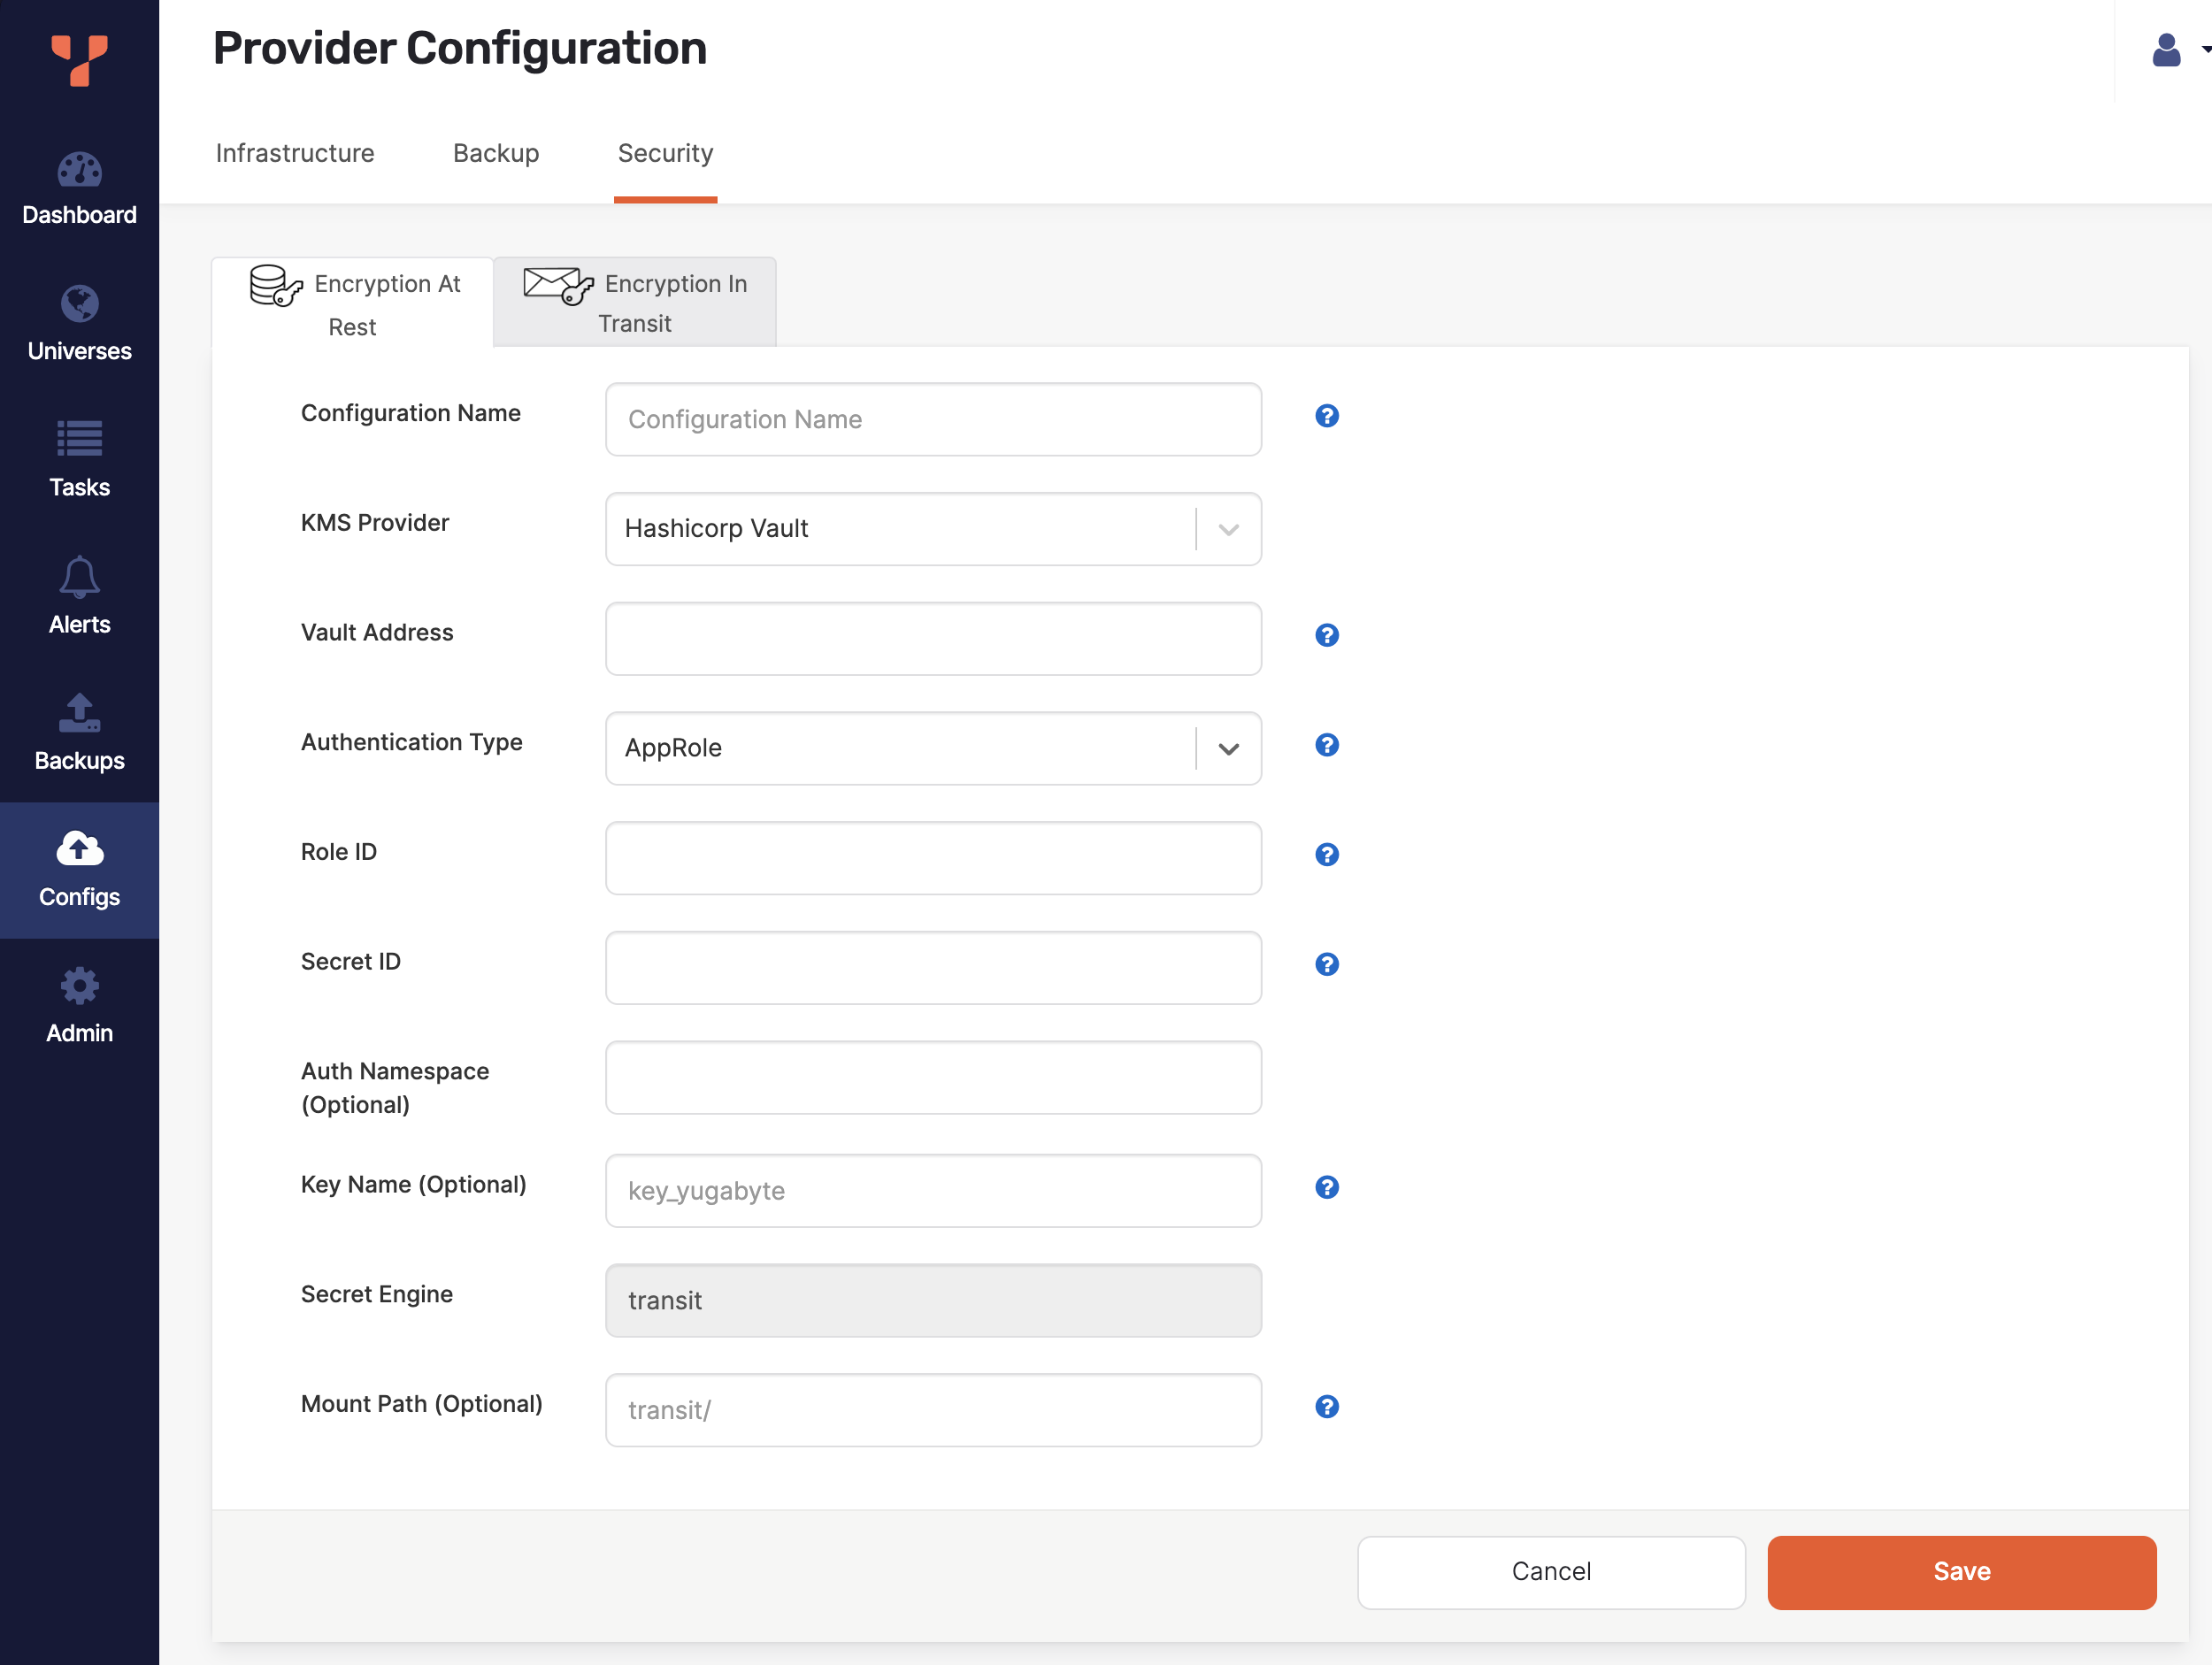 Provider Configuration
Infrastructure
Backup
Security
Dashboard
Universes
Tasks
Alerts
Backups
Configs
Admin
Encryption At
Rest
Encryption In
Transit
Configuration Name
Configuration Name
KMS Provider
Hashicorp Vault
Vault Address
Authentication Type
AppRole
Role ID
Secret ID
Auth Namespace
(Optional)
Key Name (Optional)
key_yugabyte
Secret Engine
transit
Mount Path (Optional)
transit/
Cancel
Save